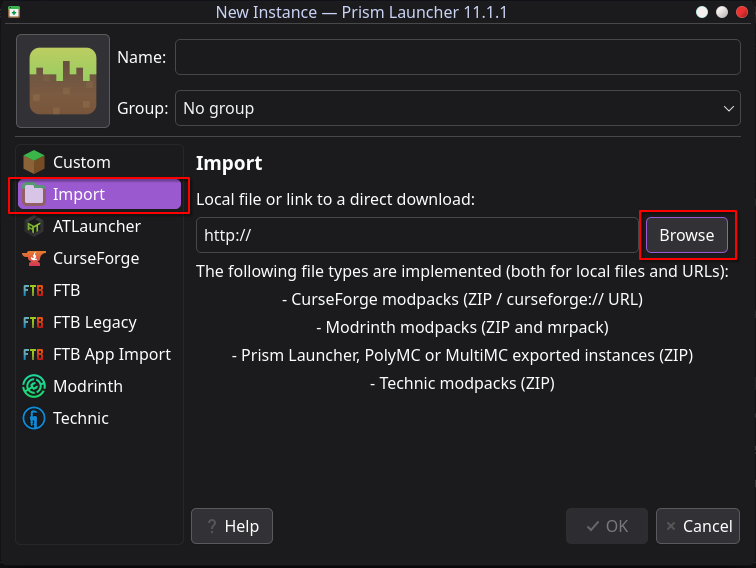 New Instance — Prism Launcher 11.1.1
Name:
Group: No group
Custom
Import
ATLauncher
CurseForge
FTB FTB
FTB FTB Legacy
FTB FTB App Import
Modrinth
Technic
Import
Local file or link to a direct download:
http:// Browse
The following file types are implemented (both for local files and URLs):
- CurseForge modpacks (ZIP / curseforge:// URL)
- Modrinth modpacks (ZIP and mrpack)
- Prism Launcher, PolyMC or MultiMC exported instances (ZIP)
- Technic modpacks (ZIP)
? Help
OK
Cancel